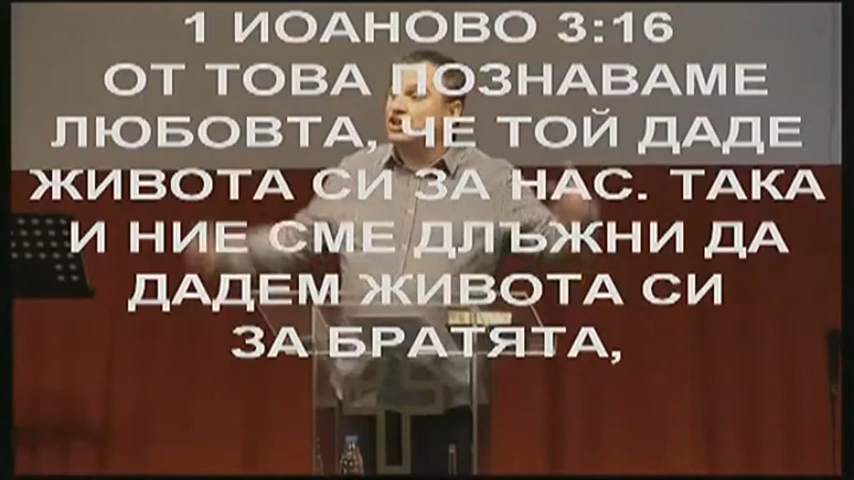 1 ИОАНОВО 3:16
ОТ ТОВА ПОЗНАВАМЕ
ЛЮБОВТА, ЧЕ ТОЙ ДАДЕ
ЖИВОТА СИ ЗА НАС. ТАКА
И НИЕ СМЕ ДЛЪЖНИ ДА
ДАДЕМ ЖИВОТА СИ
ЗА БРАТЯТА,